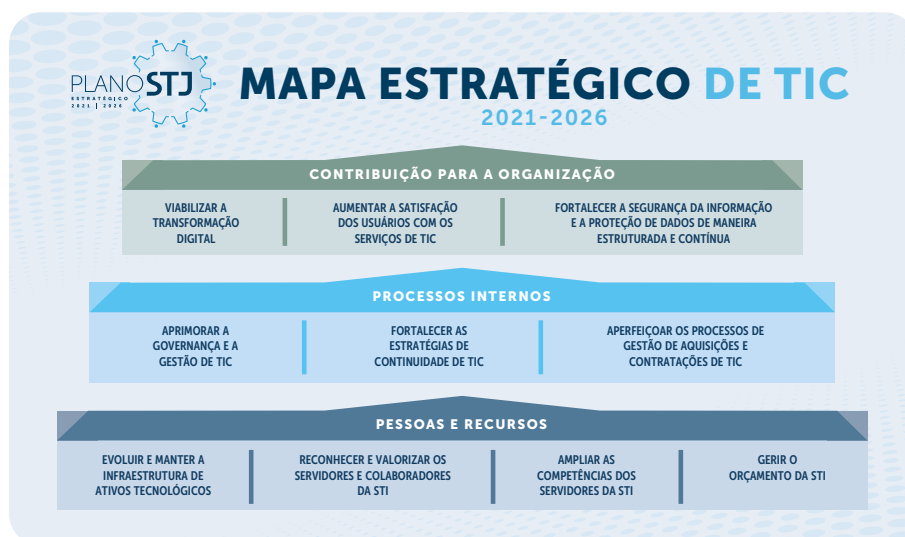 PLANO STJ
ESTRATÉGICO
2021 | 2026
MAPA ESTRATÉGICO DE TIC
2021-2026
CONTRIBUIÇÃO PARA A ORGANIZAÇÃO
VIABILIZAR A
TRANSFORMAÇÃO
DIGITAL
AUMENTAR A SATISFAÇÃO
DOS USUÁRIOS COM OS
SERVIÇOS DE TIC
FORTALECER A SEGURANÇA DA INFORMAÇÃO
E A PROTEÇÃO DE DADOS DE MANEIRA
ESTRUTURADA E CONTÍNUA
PROCESSOS INTERNOS
APRIMORAR A
GOVERNANÇA E A
GESTÃO DE TIC
FORTALECER AS
ESTRATÉGIAS DE
CONTINUIDADE DE TIC
APERFEIÇOAR OS PROCESSOS DE
GESTÃO DE AQUISIÇÕES E
CONTRATAÇÕES DE TIC
PESSOAS E RECURSOS
EVOLUIR E MANTER A
INFRAESTRUTURA DE
ATIVOS TECNOLÓGICOS
RECONHECER E VALORIZAR OS
SERVIDORES E COLABORADORES
DA STI
AMPLIAR AS
COMPETÊNCIAS DOS
SERVIDORES DA STI
GERIR O
ORÇAMENTO DA STI